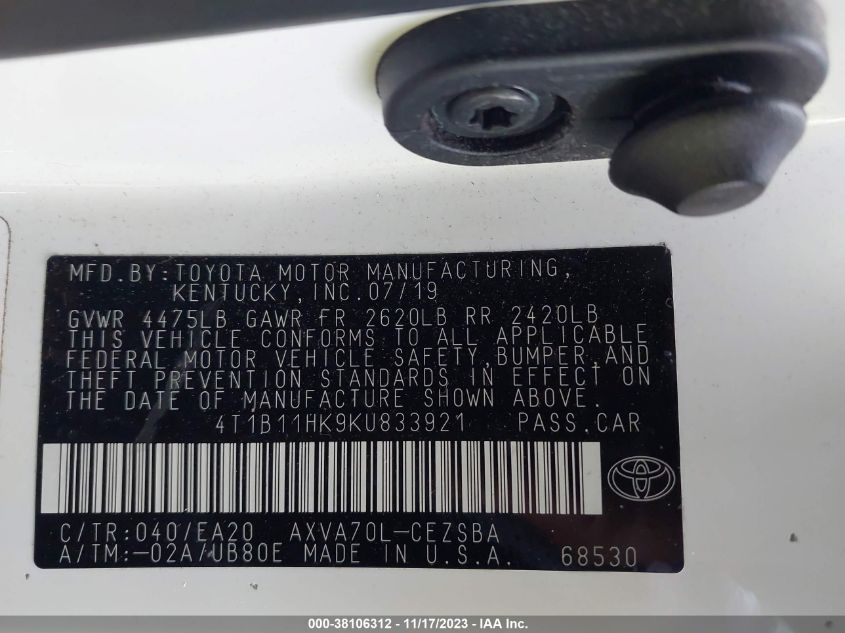 MFD.BY:TOYOTA MOTOR MANUFACTURING,
KENTUCKY,INC.07/19
GVWR 4475LB GAWR FR 2620LB RR 2420LB
THIS VEHICLE CONFORMS TO ALL APPLICABLE
FEDERAL MOTOR VEHICLE SAFETY,BUMPER,AND
THEFT PREVENTION STANDARDS IN EFFECT ON
THE DATE OF MANUFACTURE SHOWN ABOVE.
4T1B11HK9KU833921 PASS.CAR
C/TR:040/EA20 AXVA70L-CEZSBA
A/TM:-02A/UB80E MADE IN U.S.A. 68530
000-38106312 - 11/17/2023 - IAA Inc.